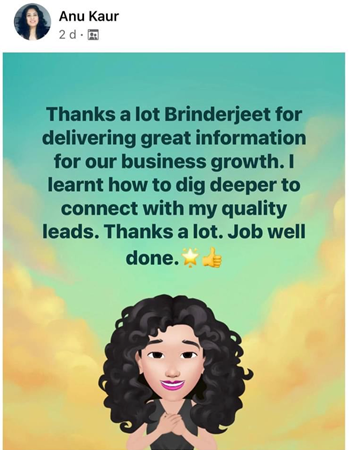 Anu Kaur
2 d ·
Thanks a lot Brinderjeet for
delivering great information
for our business growth. I
learnt how to dig deeper to
connect with my quality
leads. Thanks a lot. Job well
done.🌟👍